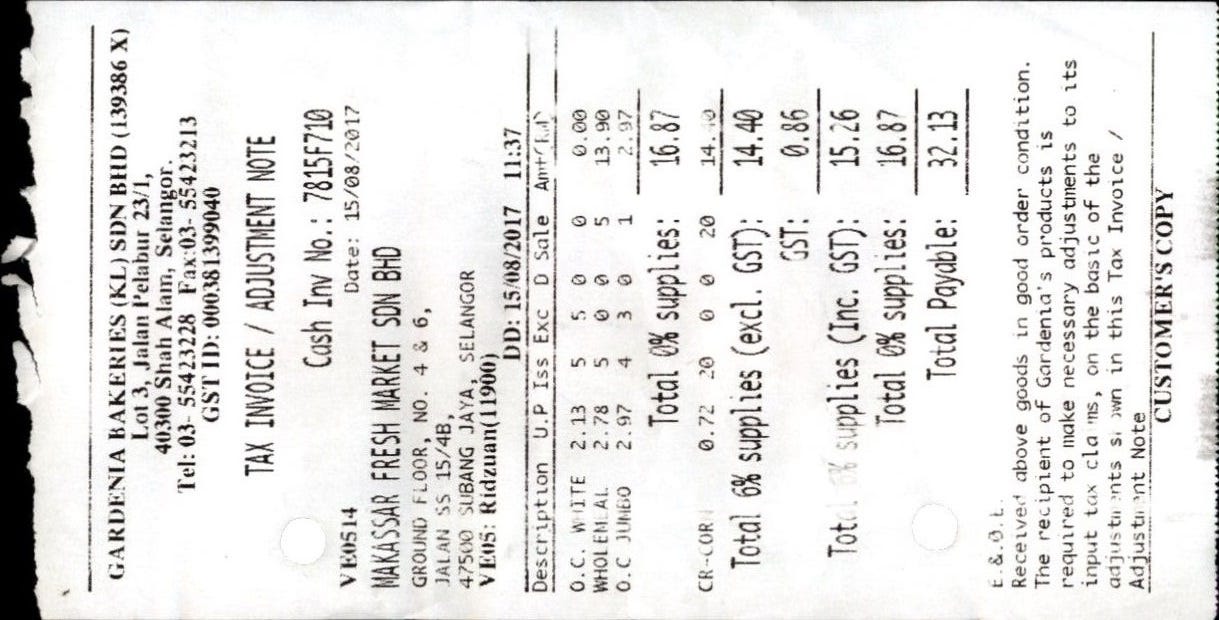 GARDENIA BAKERIES (KL) SDN BHD (139386 X)
Lot 3, Jalan Pelabur 23/1,
40300 Shah Alam, Selangor.
Tel: 03- 55423228 Fax:03- 55423213
GST ID: 000381399040
TAX INVOICE / ADJUSTMENT NOTE
Cash Inv No.: 7815F710
VE0514 Date: 15/08/2017
MAKASSAR FRESH MARKET SDN BHD
GROUND FLOOR, NO. 4 & 6,
JALAN SS 15/4B,
47500 SUBANG JAYA, SELANGOR
VE05: Ridzuan(11900)
DD: 15/08/2017 11:37
Description U.P Iss Exc D Sale Amt(RM)
O.C. WHITE 2.13 5 5 0 0 0.00
WHOLEMEAL 2.78 5 0 0 5 13.90
O.C JUMBO 2.97 4 3 0 1 2.97
Total 0% supplies: 16.87
CR-CORN 0.72 20 0 0 20 14.40
Total 6% supplies (excl. GST): 14.40
GST: 0.86
Total 6% supplies (Inc. GST): 15.26
Total 0% supplies: 16.87
Total Payable: 32.13
E.&.O.E.
Received above goods in good order condition.
The recipient of Gardenia's products is
required to make necessary adjustments to its
input tax claims, on the basic of the
adjustments shown in this Tax Invoice /
Adjustment Note
CUSTOMER'S COPY